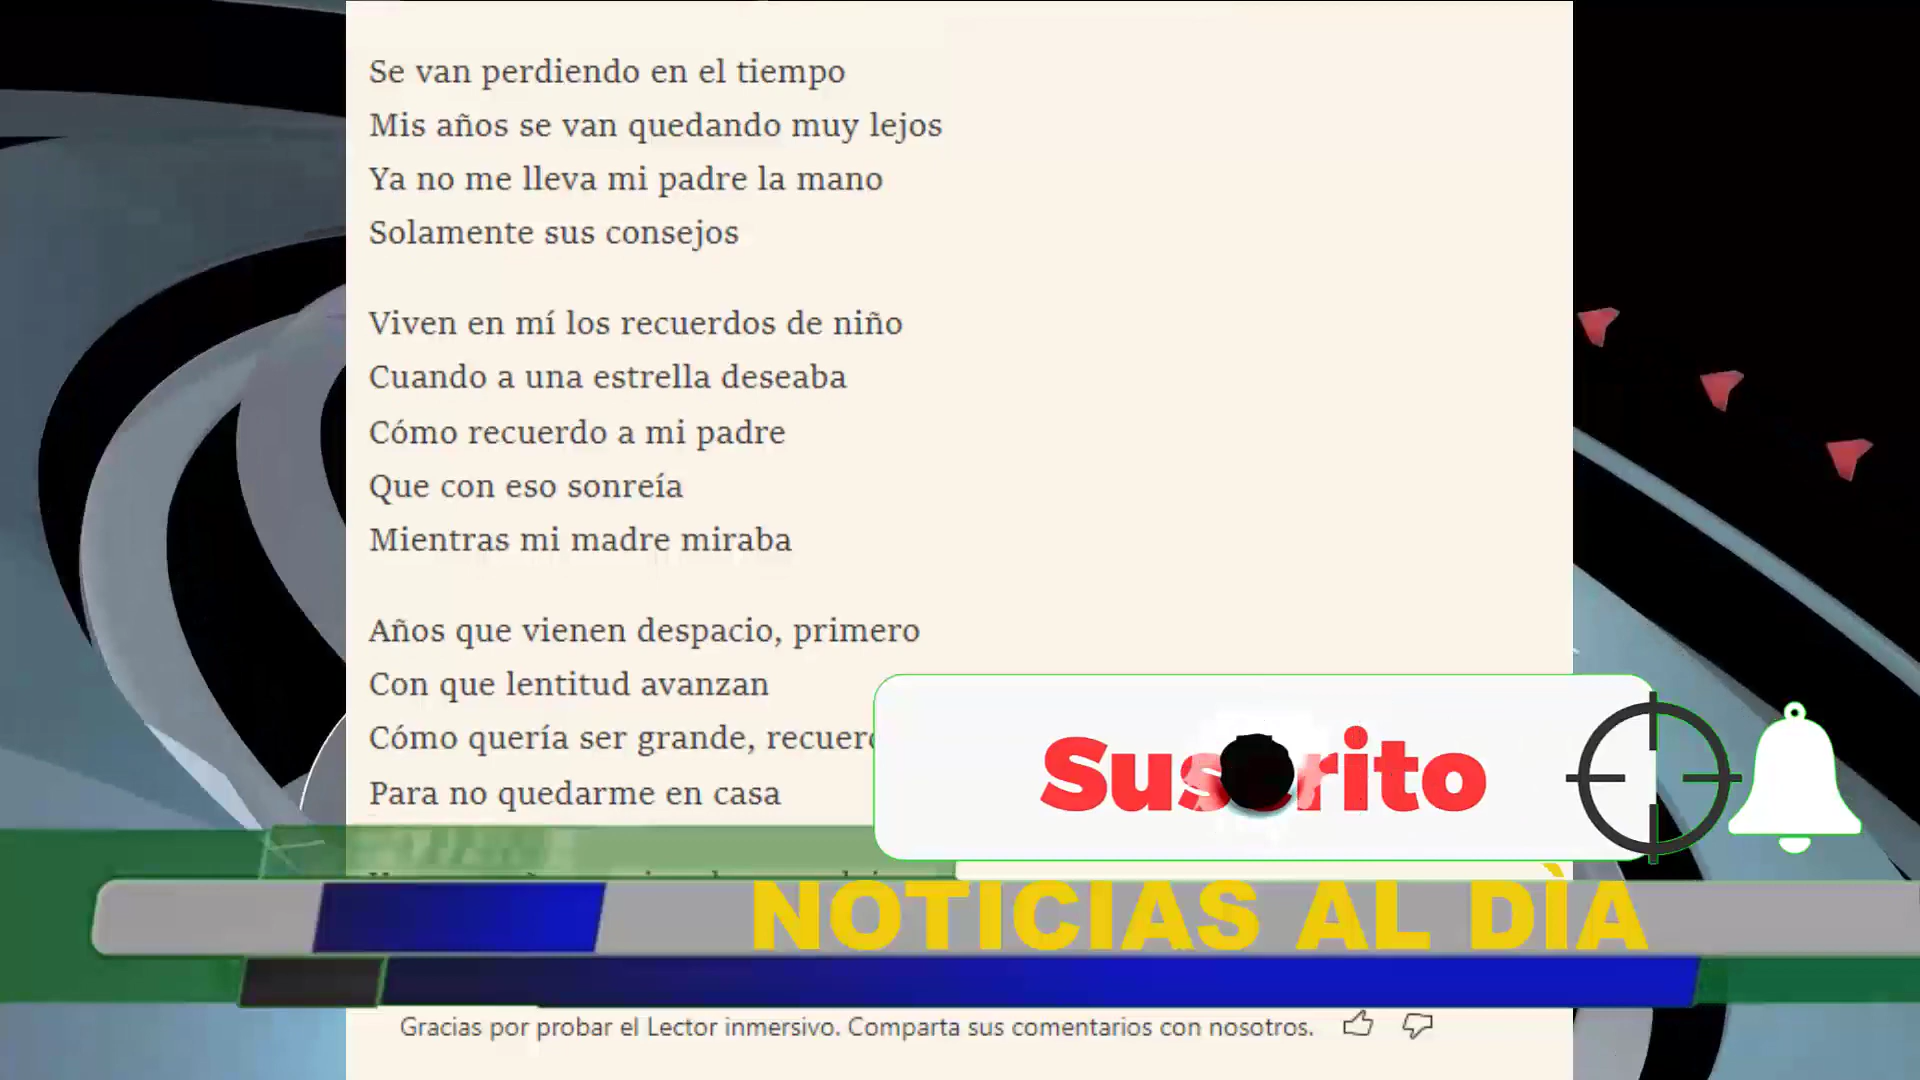 Se van perdiendo en el tiempo
Mis años se van quedando muy lejos
Ya no me lleva mi padre la mano
Solamente sus consejos
Viven en mí los recuerdos de niño
Cuando a una estrella deseaba
Cómo recuerdo a mi padre
Que con eso sonreía
Mientras mi madre miraba
Años que vienen despacio, primero
Con que lentitud avanzan
Cómo quería ser grande,
Para no quedarme en casa
Suscrito
NOTICIAS AL DÌA
Gracias por probar el Lector inmersivo. Comparta sus comentarios con nosotros.